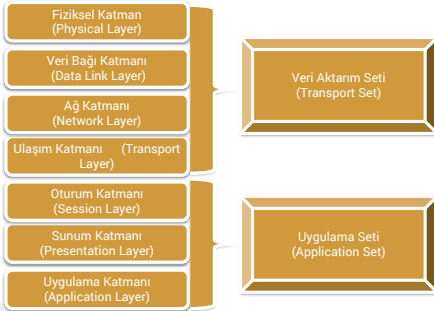 Fiziksel Katman
(Physical Layer)
Veri Bağı Katmanı
(Data Link Layer)
Ağ Katmanı
(Network Layer)
Ulaşım Katmanı (Transport
Layer)
Oturum Katmanı
(Session Layer)
Sunum Katmanı
(Presentation Layer)
Uygulama Katmanı
(Application Layer)
Veri Aktarım Seti
(Transport Set)
Uygulama Seti
(Application Set)